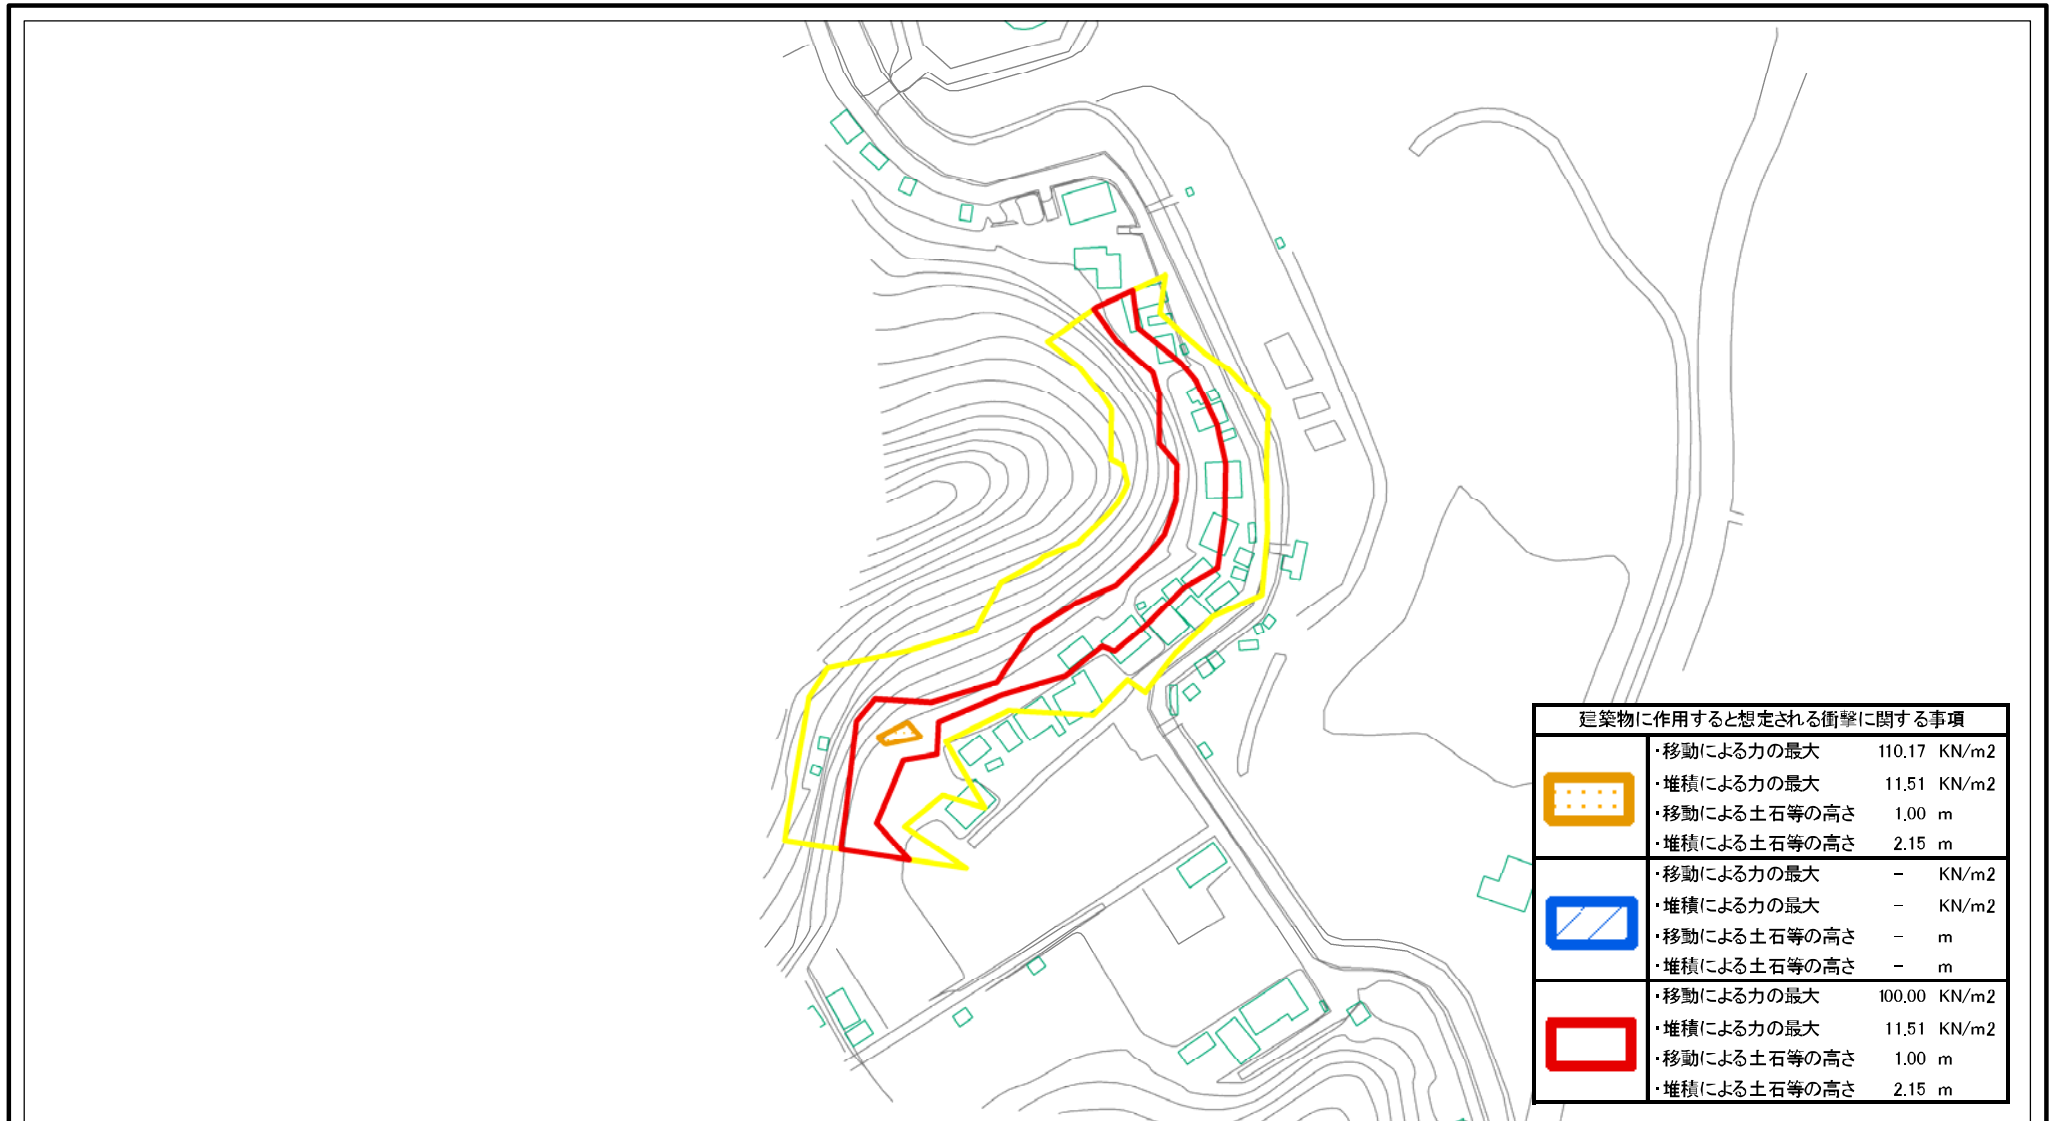 建築物に作用すると想定される衝撃に関する事項
・移動による力の最大 110.17 KN/m2
・堆積による力の最大 11.51 KN/m2
・移動による土石等の高さ 1.00 m
・堆積による土石等の高さ 2.15 m
・移動による力の最大 - KN/m2
・堆積による力の最大 - KN/m2
・移動による土石等の高さ - m
・堆積による土石等の高さ - m
・移動による力の最大 100.00 KN/m2
・堆積による力の最大 11.51 KN/m2
・移動による土石等の高さ 1.00 m
・堆積による土石等の高さ 2.15 m